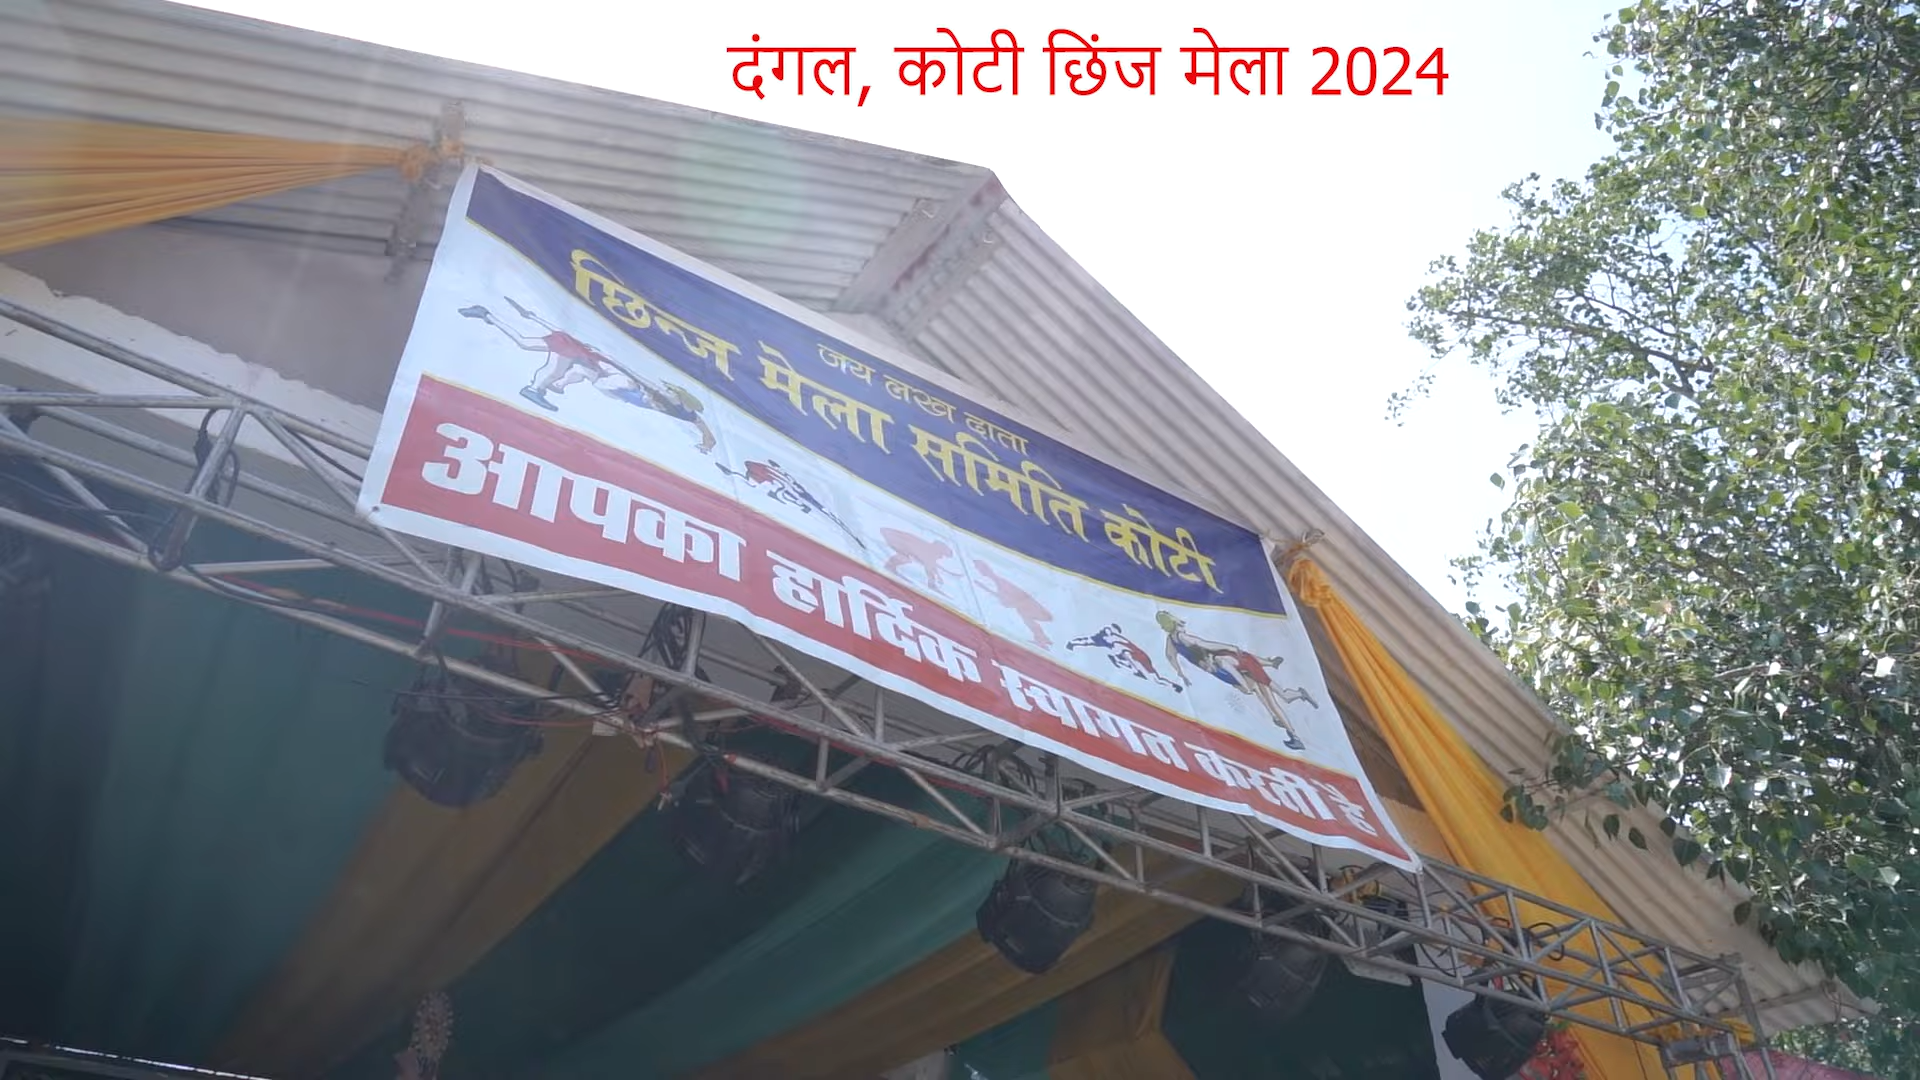 दंगल, कोटी छिंज मेला 2024
जय लख दाता
छिन्ज मेला समिति कोटी
आपका हार्दिक स्वागत करती है